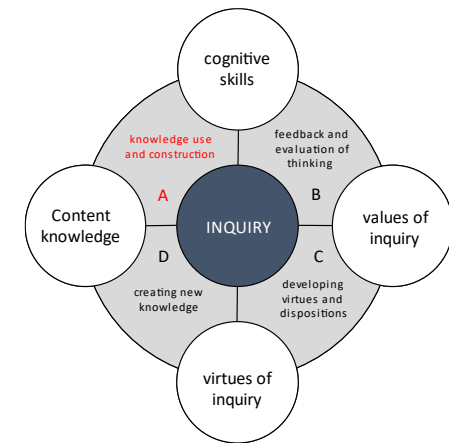 cognitive
skills
knowledge use
and construction
A
feedback and
evaluation of
thinking
B
Content
knowledge
INQUIRY
values of
inquiry
D
creating new
knowledge
C
developing
virtues and
dispositions
virtues of
inquiry